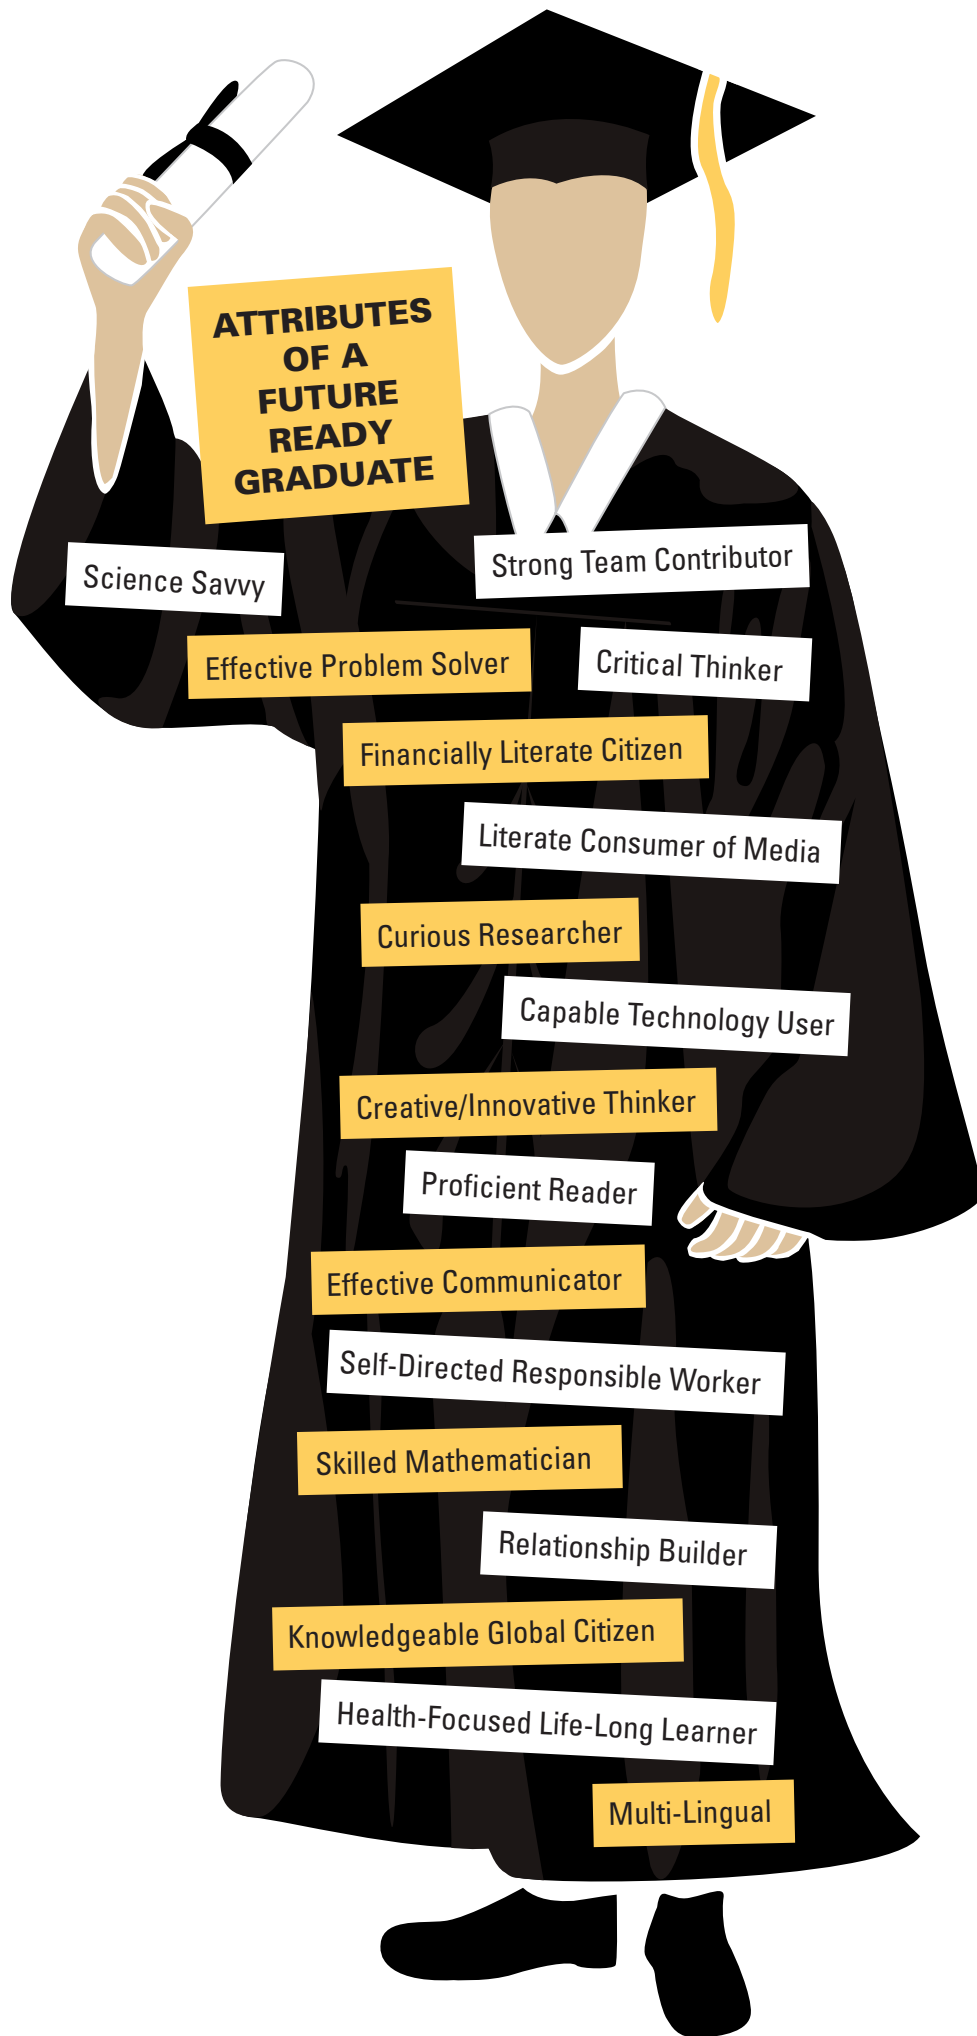 ATTRIBUTES
OF A
FUTURE
READY
GRADUATE
Science Savvy
Strong Team Contributor
Effective Problem Solver
Critical Thinker
Financially Literate Citizen
Literate Consumer of Media
Curious Researcher
Capable Technology User
Creative/Innovative Thinker
Proficient Reader
Effective Communicator
Self-Directed Responsible Worker
Skilled Mathematician
Relationship Builder
Knowledgeable Global Citizen
Health-Focused Life-Long Learner
Multi-Lingual